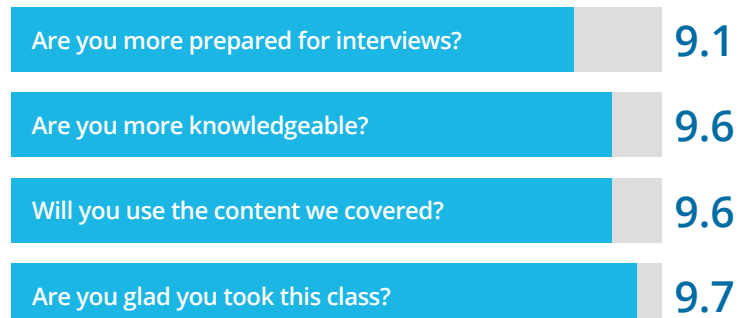 Are you more prepared for interviews? 9.1
Are you more knowledgeable? 9.6
Will you use the content we covered? 9.6
Are you glad you took this class? 9.7